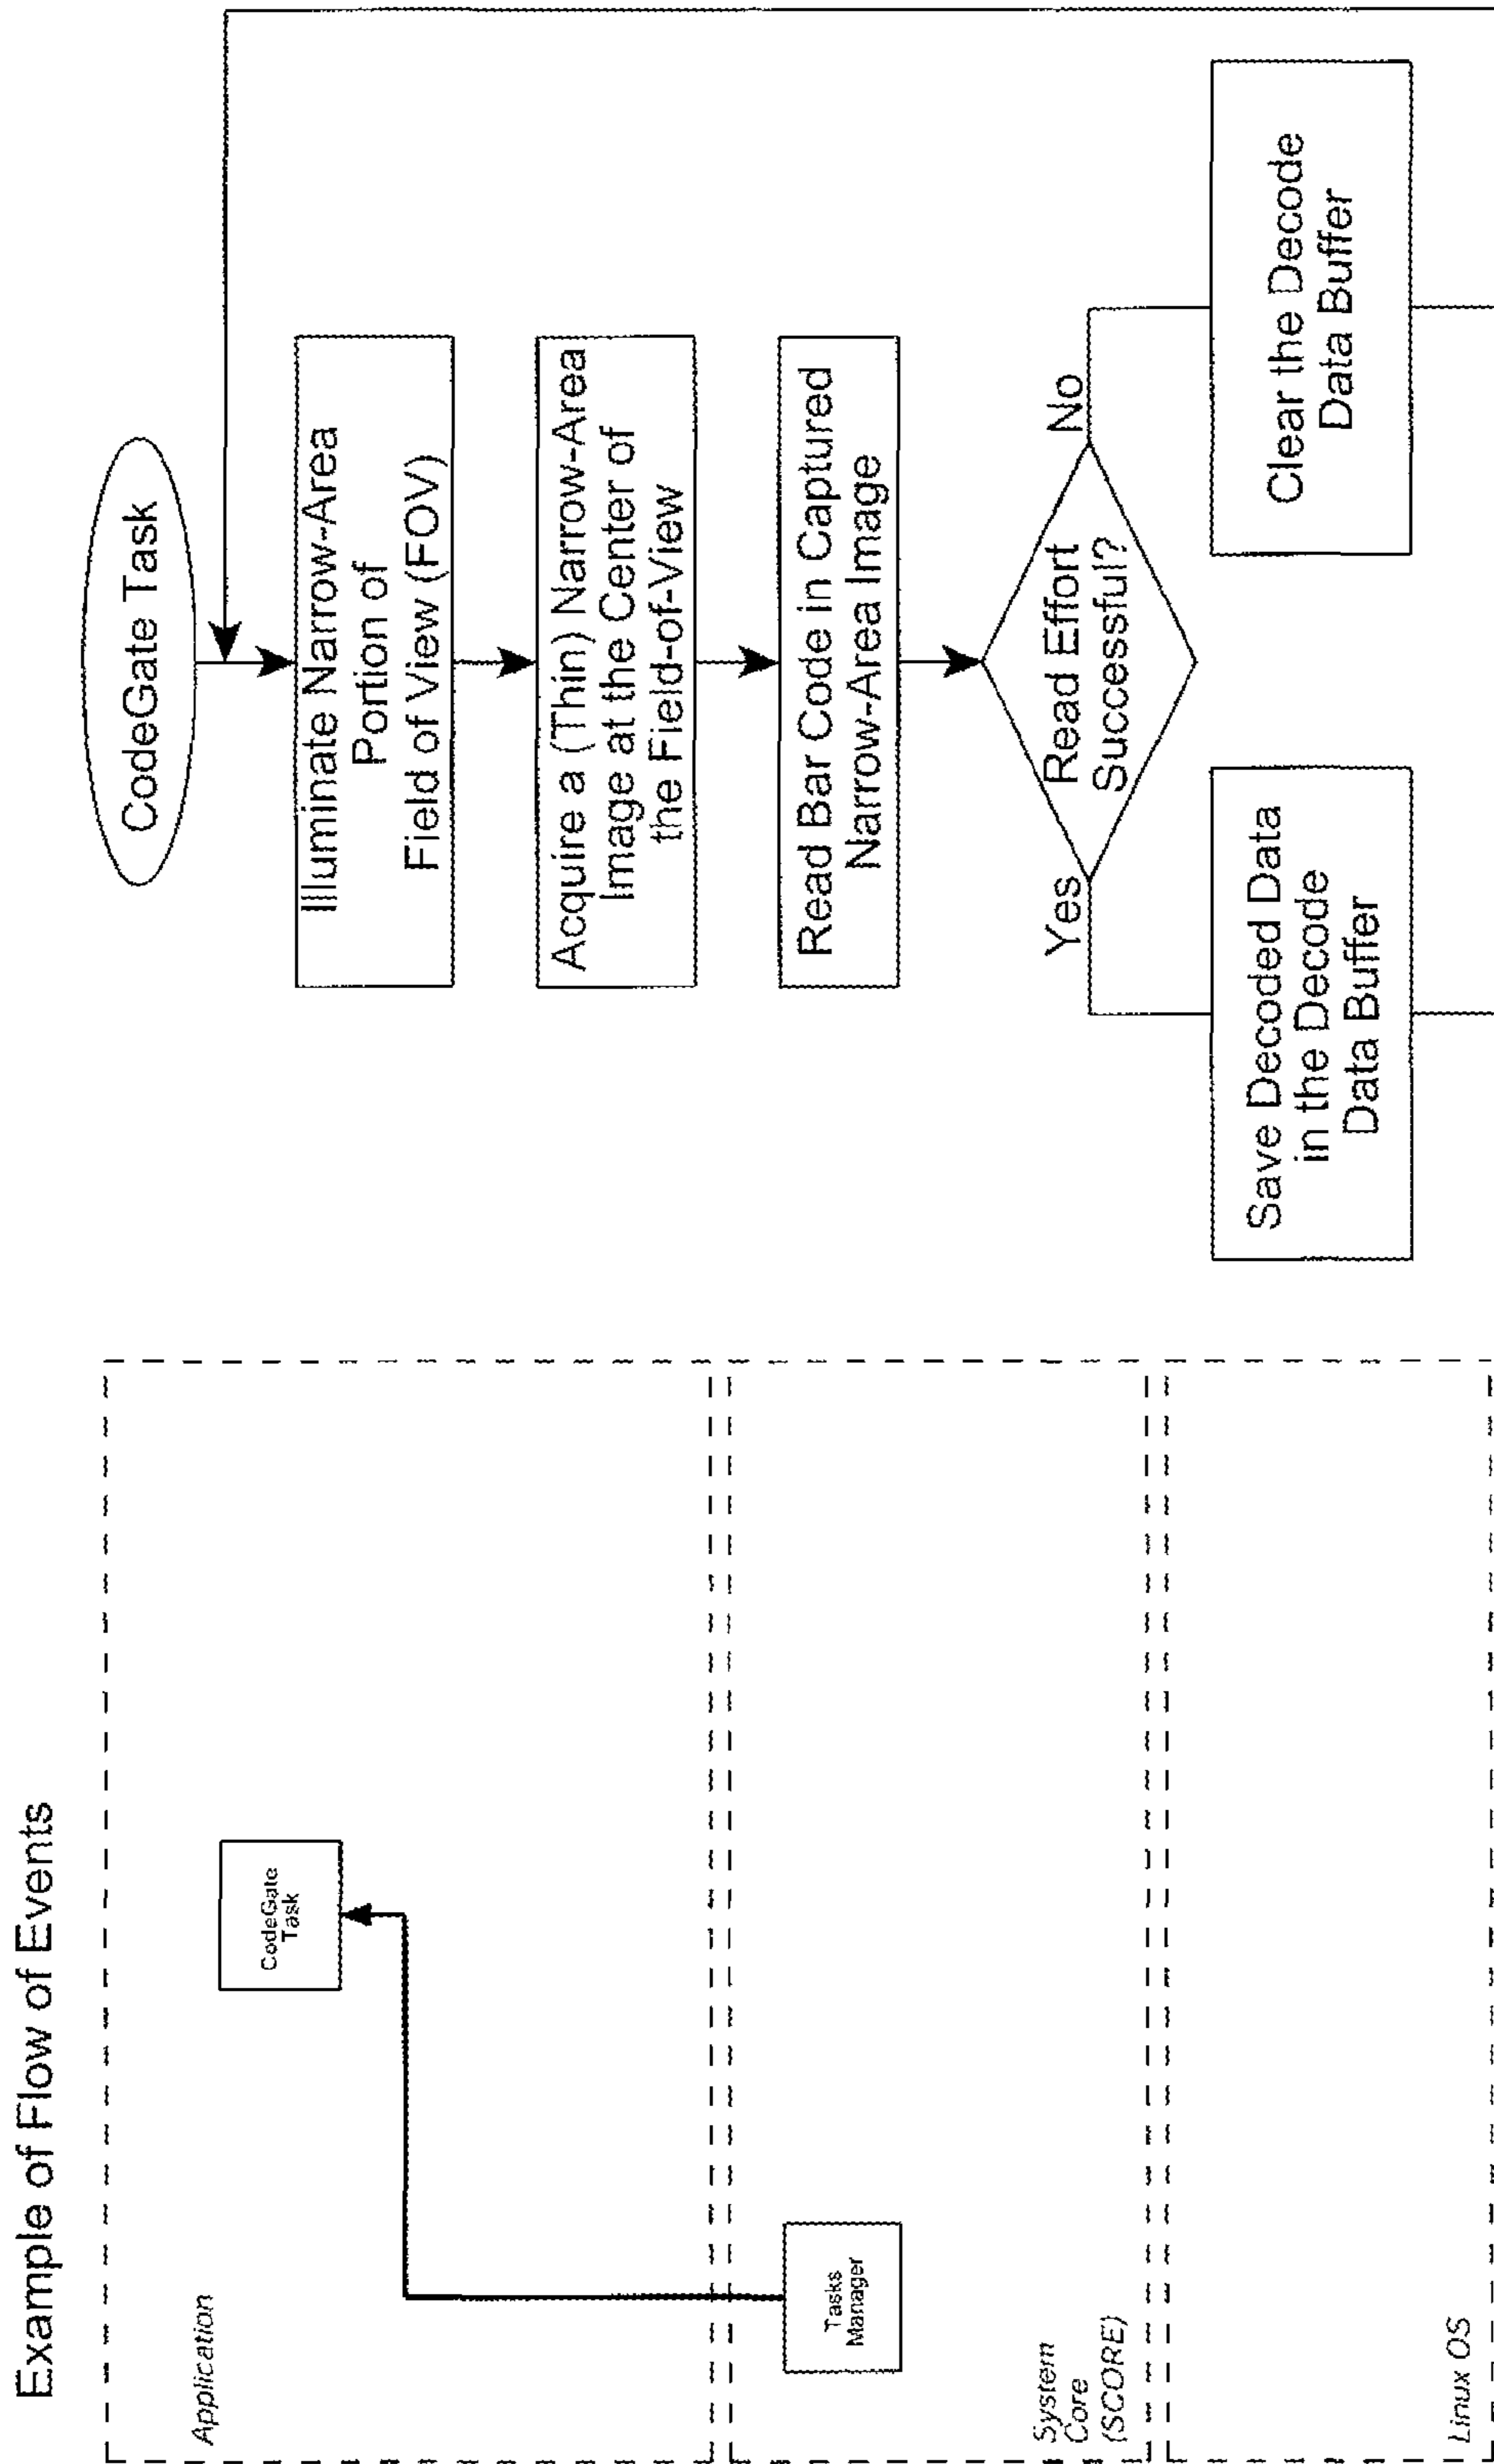 Example of Flow of Events
Application
CodeGate
Task
Tasks
Manager
System
Core
(SCORE)
Linux OS
CodeGate Task
Illuminate Narrow-Area
Portion of
Field of View (FOV)
Acquire a (Thin) Narrow-Area
Image at the Center of
the Field-of-View
Read Bar Code in Captured
Narrow-Area Image
Read Effort
Successful?
Yes
No
Save Decoded Data
in the Decode
Data Buffer
Clear the Decode
Data Buffer